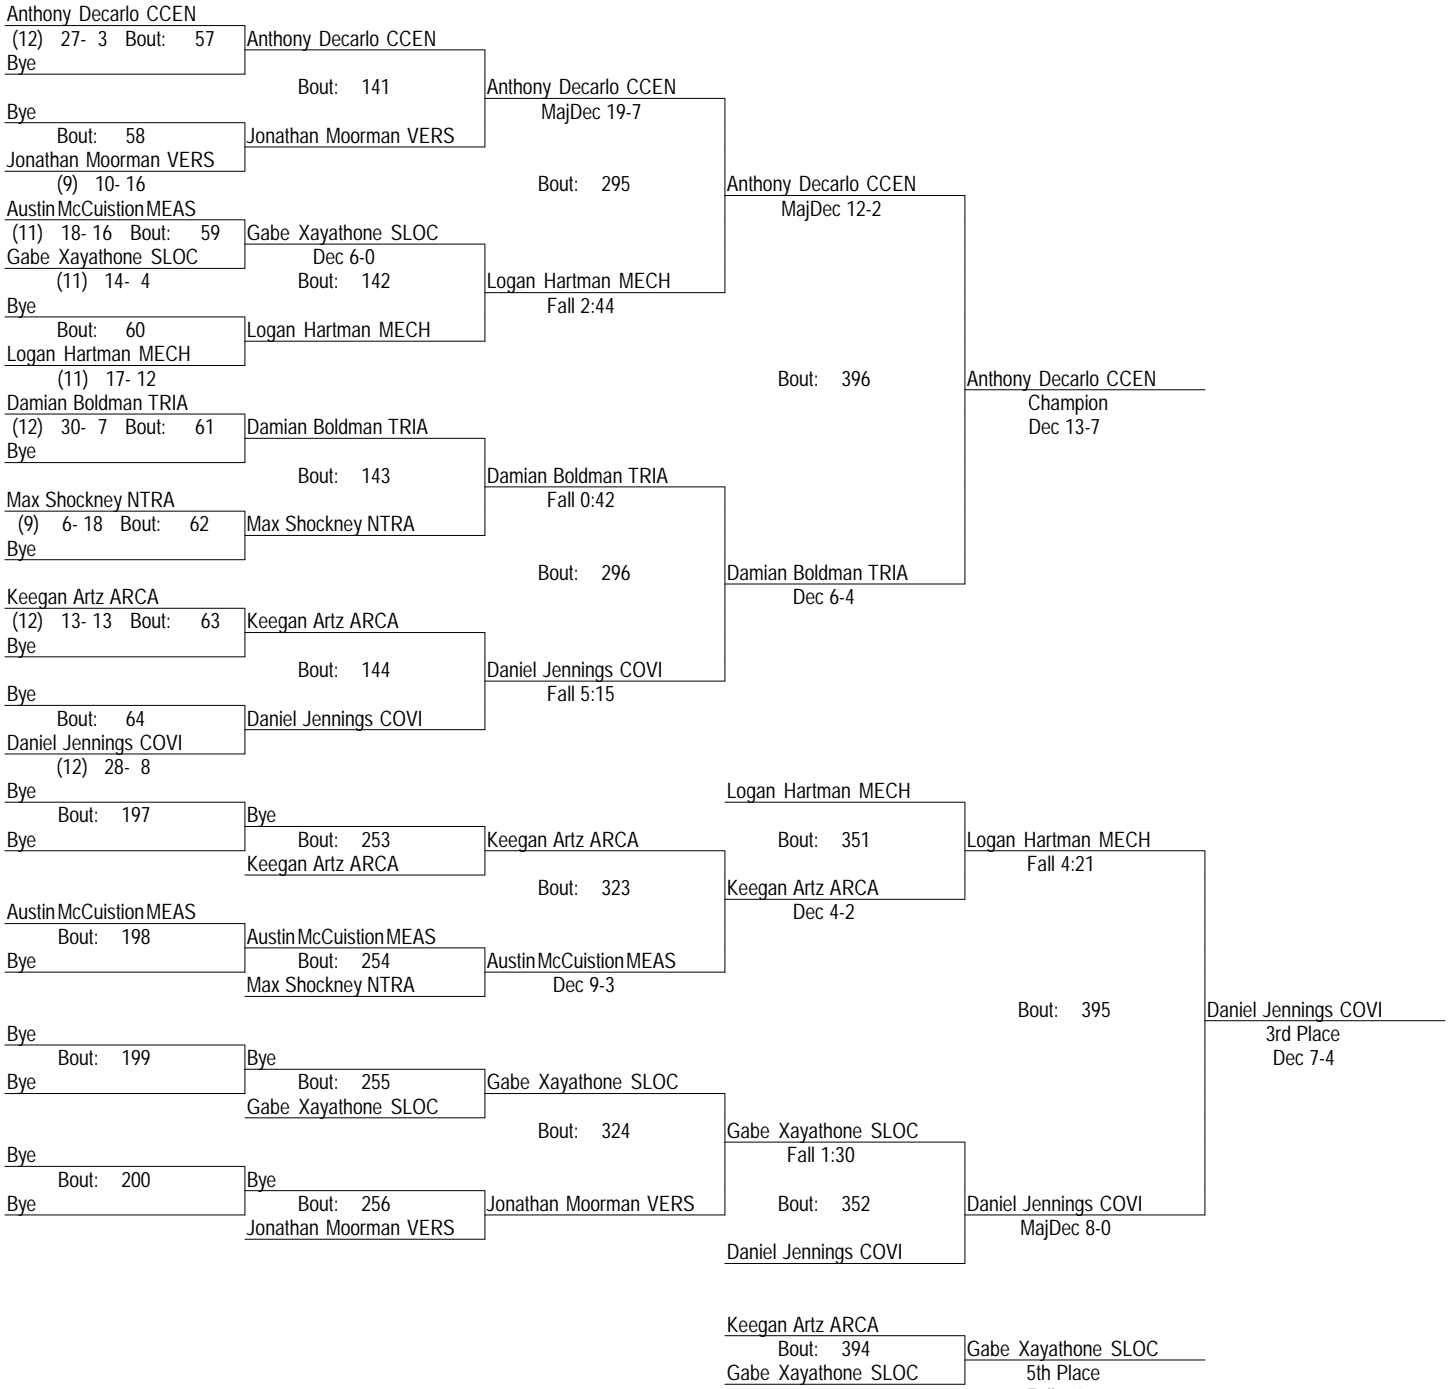 Anthony Decarlo CCEN
(12) 27- 3 Bout: 57
Bye
Anthony Decarlo CCEN
Bout: 141
Bye
Bout: 58
Jonathan Moorman VERS
Jonathan Moorman VERS
(9) 10- 16
Anthony Decarlo CCEN
MajDec 19-7
Bout: 295
Austin McCuistion MEAS
(11) 18- 16 Bout: 59
Gabe Xayathone SLOC
(11) 14- 4
Gabe Xayathone SLOC
Dec 6-0
Bout: 142
Bye
Bout: 60
Logan Hartman MECH
Logan Hartman MECH
(11) 17- 12
Logan Hartman MECH
Fall 2:44
Anthony Decarlo CCEN
MajDec 12-2
Bout: 396
Anthony Decarlo CCEN
Champion
Dec 13-7
Damian Boldman TRIA
(12) 30- 7 Bout: 61
Bye
Damian Boldman TRIA
Bout: 143
Max Shockney NTRA
(9) 6- 18 Bout: 62
Bye
Max Shockney NTRA
Damian Boldman TRIA
Fall 0:42
Bout: 296
Damian Boldman TRIA
Dec 6-4
Keegan Artz ARCA
(12) 13- 13 Bout: 63
Bye
Keegan Artz ARCA
Bout: 144
Bye
Bout: 64
Daniel Jennings COVI
Daniel Jennings COVI
(12) 28- 8
Daniel Jennings COVI
Fall 5:15
Bye
Bout: 197
Bye
Bye
Bout: 253
Keegan Artz ARCA
Keegan Artz ARCA
Bout: 323
Austin McCuistion MEAS
Bout: 198
Bye
Austin McCuistion MEAS
Bout: 254
Max Shockney NTRA
Austin McCuistion MEAS
Dec 9-3
Logan Hartman MECH
Bout: 351
Keegan Artz ARCA
Dec 4-2
Logan Hartman MECH
Fall 4:21
Bout: 395
Daniel Jennings COVI
3rd Place
Dec 7-4
Bye
Bout: 199
Bye
Bye
Bout: 255
Gabe Xayathone SLOC
Gabe Xayathone SLOC
Bout: 324
Bye
Bout: 200
Bye
Bye
Bout: 256
Jonathan Moorman VERS
Jonathan Moorman VERS
Gabe Xayathone SLOC
Fall 1:30
Bout: 352
Daniel Jennings COVI
Daniel Jennings COVI
MajDec 8-0
Keegan Artz ARCA
Bout: 394
Gabe Xayathone SLOC
Gabe Xayathone SLOC
5th Place